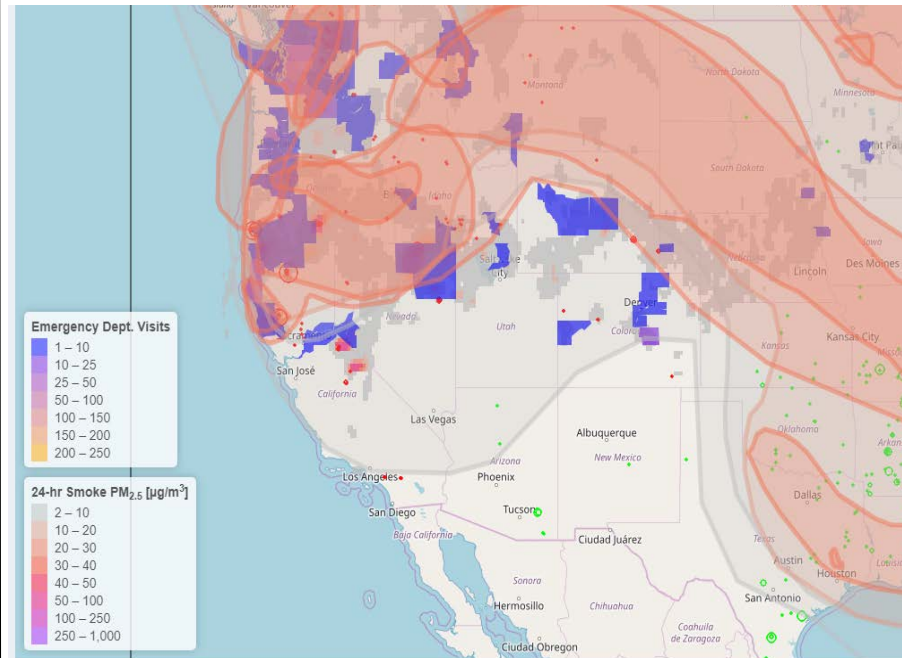 Vancouver
Montana
North Dakota
Minnesota
Idaho
South Dakota
Iowa
Nebraska
Des Moines
Lincoln
City
Denver
Nevada
Utah
Colora
Kansas
Kansas City
San José
California
Las Vegas
Albuquerque
Oklahoma
Arizona
New Mexico
Los Angeles
Phoenix
Dallas
San Diego
Tucson
Baja California
Ciudad Juárez
Texas
Austin
Houston
San Antonio
Sonora
Hermosillo
Chihuahua
Coahuila
de Zaragoza
Ciudad Obregon
Emergency Dept. Visits
1 – 10
10 – 25
25 – 50
50 – 100
100 – 150
150 – 200
200 – 250
24-hr Smoke PM2.5 [µg/m3]
2 – 10
10 – 20
20 – 30
30 – 40
40 – 50
50 – 100
100 – 250
250 – 1,000